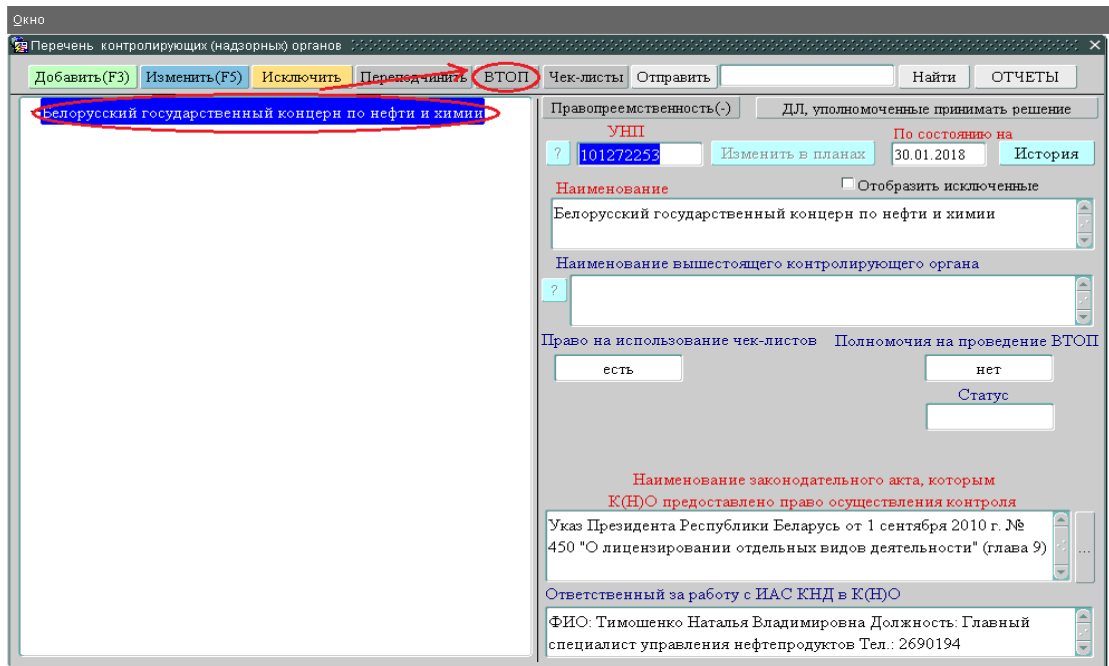 Окно
Перечень контролирующих (надзорных) органов
Добавить(F3) Изменить(F5) Исключить Переподчинить ВТОП Чек-листы Отправить Найти ОТЧЕТЫ
Белорусский государственный концерн по нефти и химии
Правопреемственность(-) ДЛ, уполномоченные принимать решение
УНП По состоянию на
? 101272253 Изменить в планах 30.01.2018 История
Наименование Отобразить исключенные
Белорусский государственный концерн по нефти и химии
Наименование вышестоящего контролирующего органа
?
Право на использование чек-листов Полномочия на проведение ВТОП
есть нет
Статус
Наименование законодательного акта, которым
К(Н)О предоставлено право осуществления контроля
Указ Президента Республики Беларусь от 1 сентября 2010 г. №
450 "О лицензировании отдельных видов деятельности" (глава 9) ...
Ответственный за работу с ИАС КНД в К(Н)О
ФИО: Тимошенко Наталья Владимировна Должность: Главный
специалист управления нефтепродуктов Тел.: 2690194